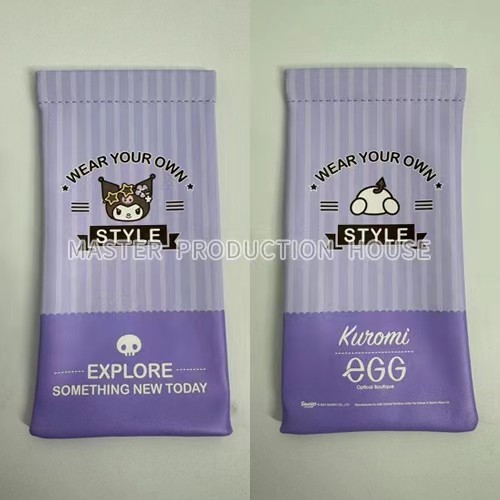 WEAR YOUR OWN
STYLE
EXPLORE
SOMETHING NEW TODAY
WEAR YOUR OWN
STYLE
Kuromi
eGG
Optical Boutique
Sanrio
MASTER PRODUCTION HOUSE